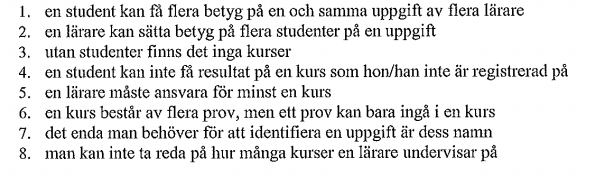 1. en student kan få flera betyg på en och samma uppgift av flera lärare
2. en lärare kan sätta betyg på flera studenter på en uppgift
3. utan studenter finns det inga kurser
4. en student kan inte få resultat på en kurs som hon/han inte är registrerad på
5. en lärare måste ansvara för minst en kurs
6. en kurs består av flera prov, men ett prov kan bara ingå i en kurs
7. det enda man behöver för att identifiera en uppgift är dess namn
8. man kan inte ta reda på hur många kurser en lärare undervisar på